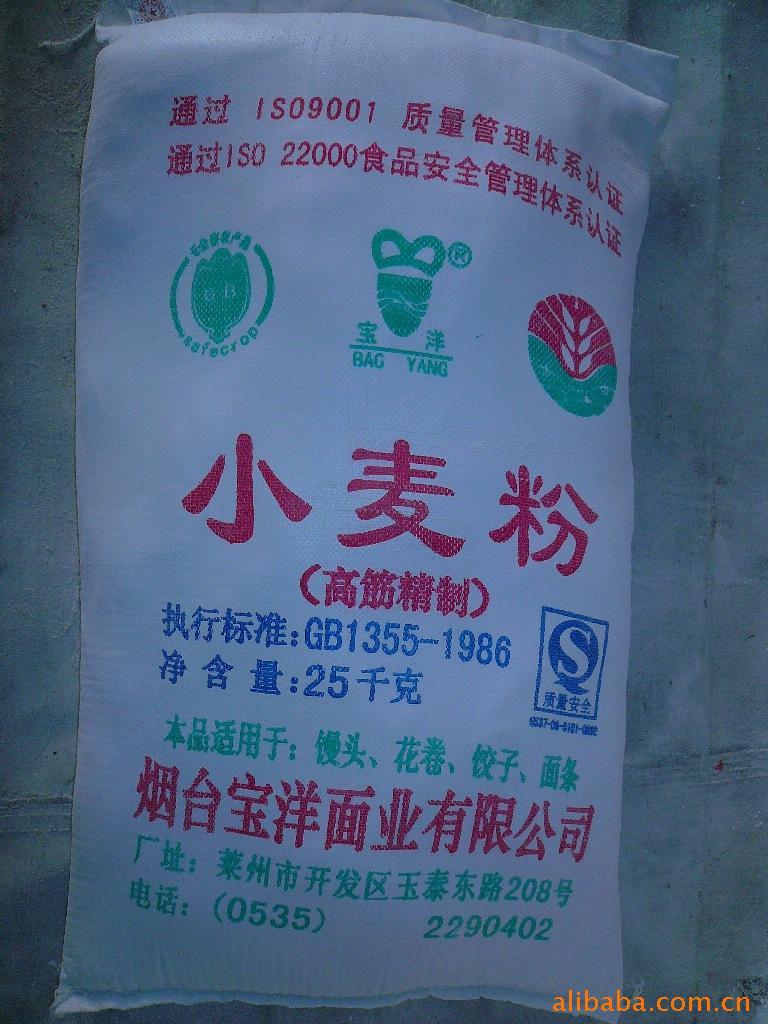 通过 ISO9001 质量管理体系认证
通过ISO 22000食品安全管理体系认证
GB
safecrop
®
宝 洋
BAO YANG
小麦粉
(高筋精制)
执行标准:GB1355-1986
净含量:25千克
质量安全
本品适用于:馒头、花卷、饺子、面条
烟台宝洋面业有限公司
厂址:莱州市开发区玉泰东路208号
电话:(0535) 2290402
alibaba.com.cn